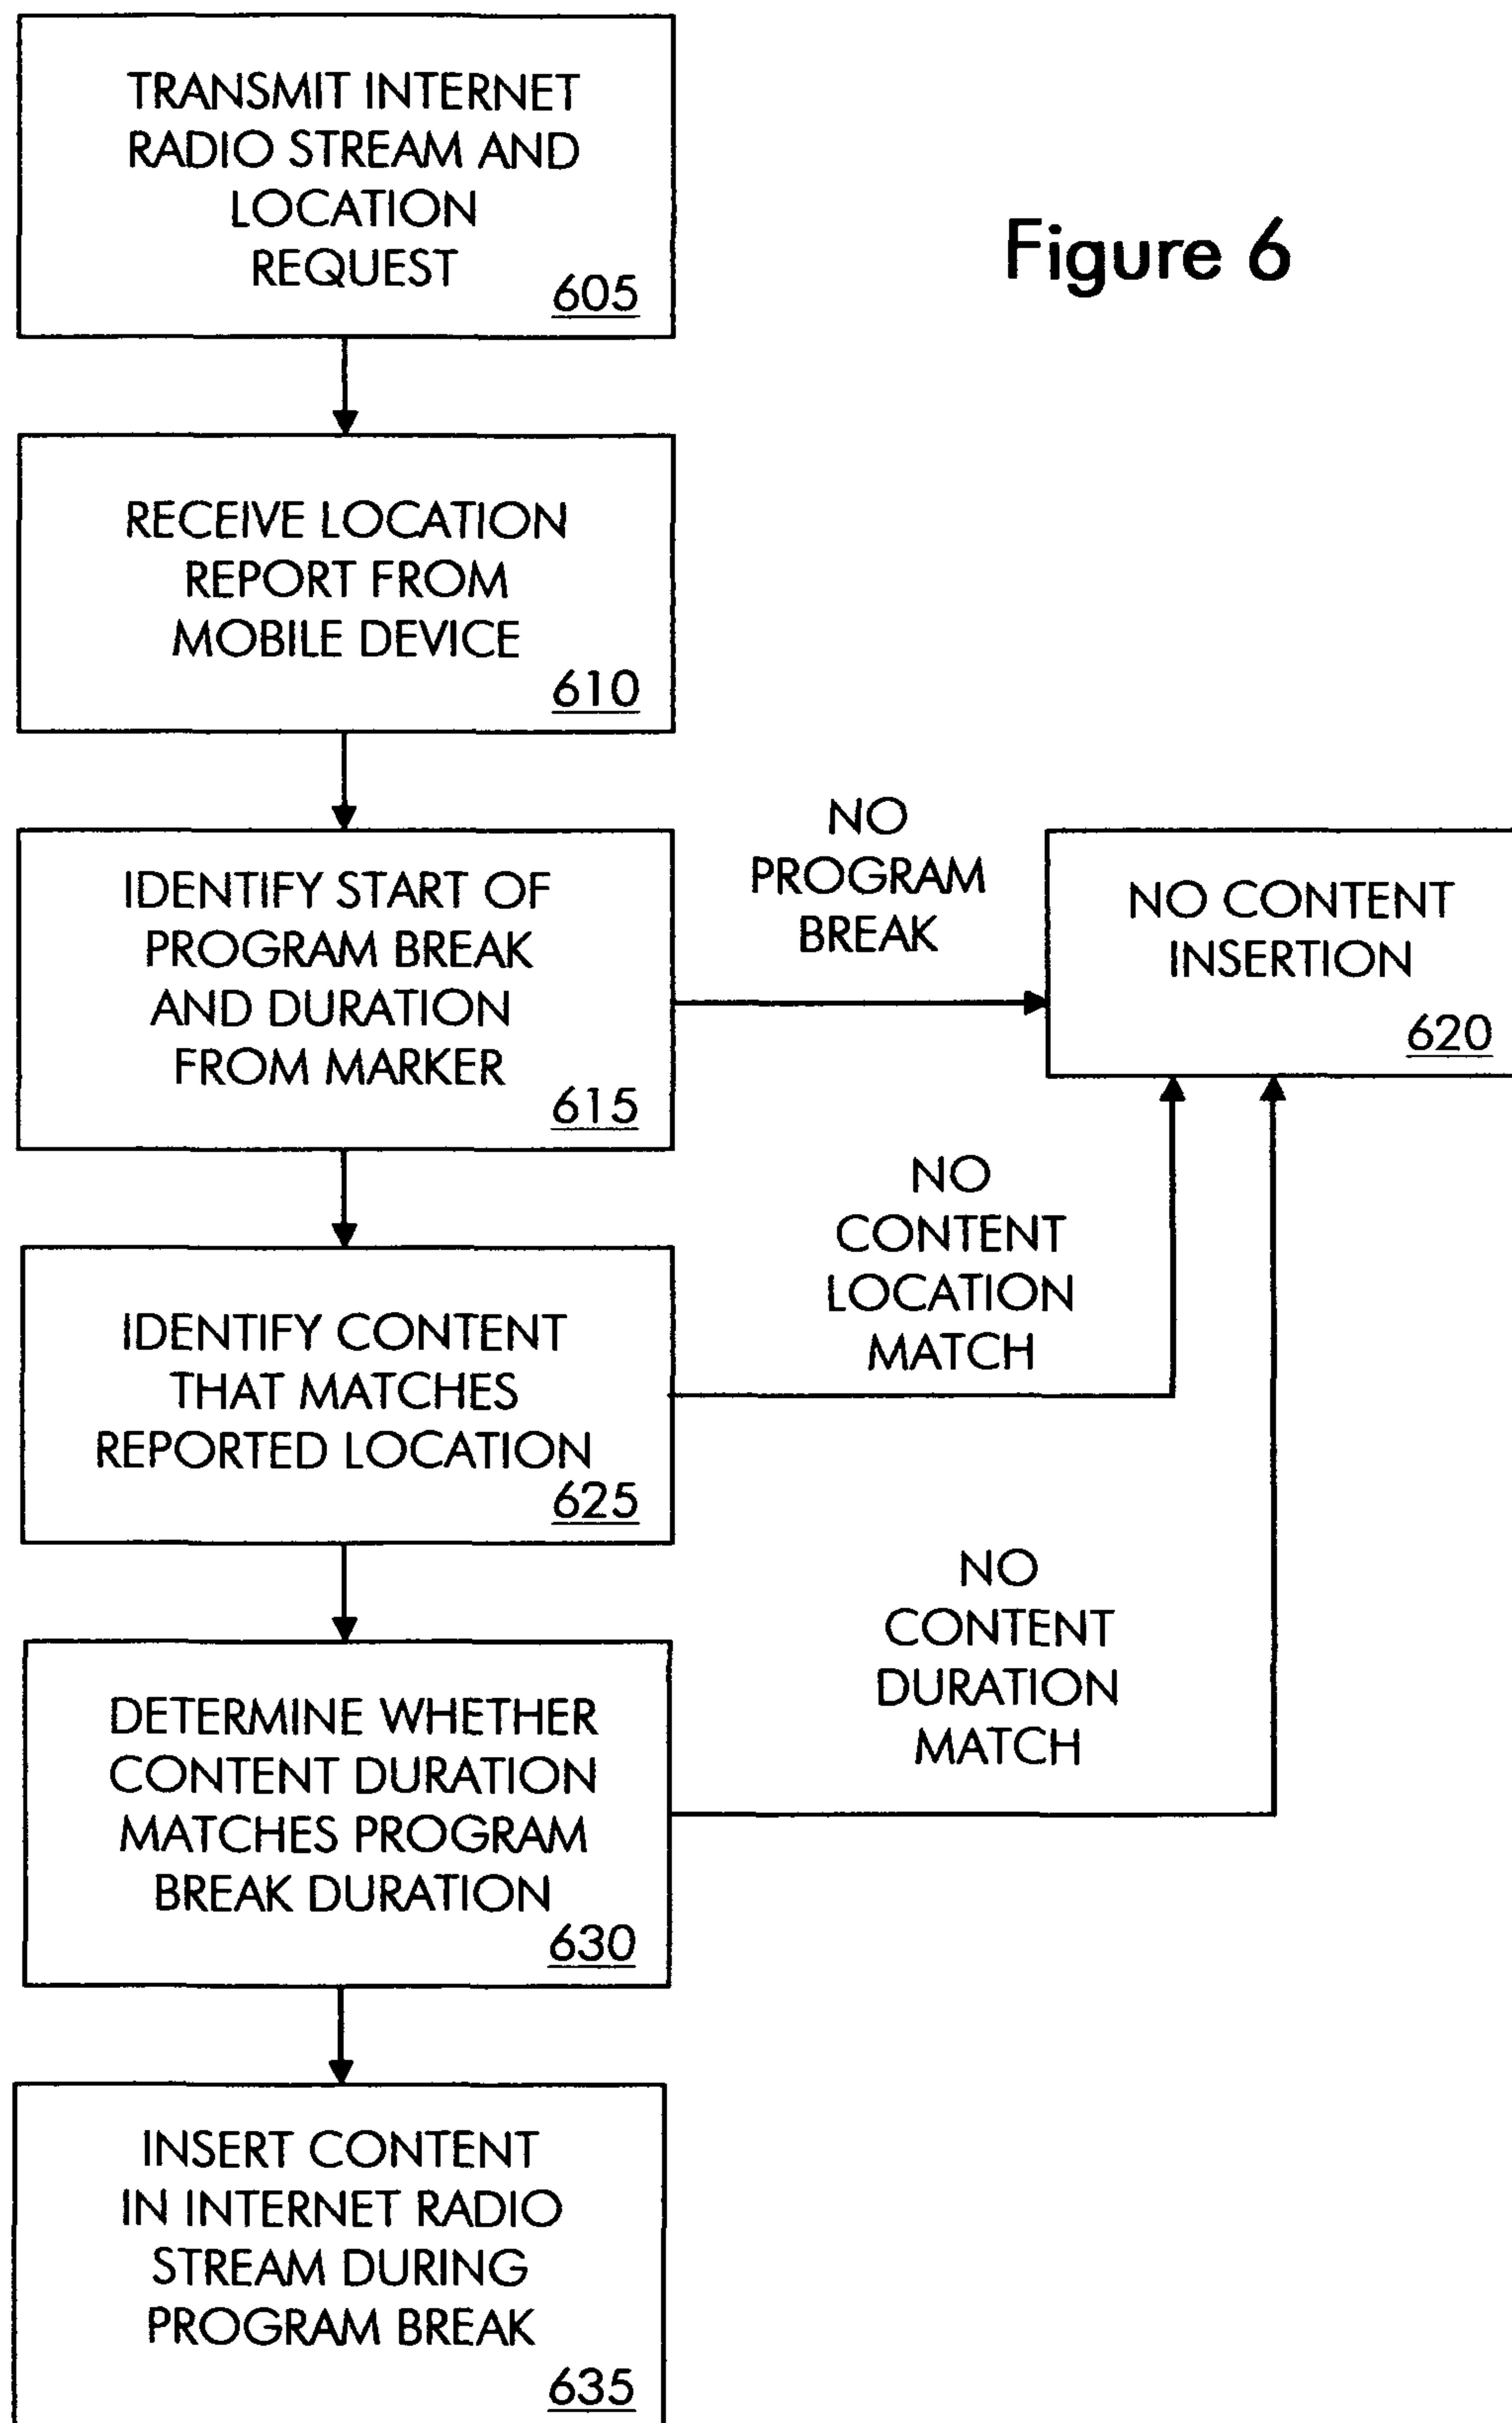 TRANSMIT INTERNET
RADIO STREAM AND
LOCATION
REQUEST
605
Figure 6
RECEIVE LOCATION
REPORT FROM
MOBILE DEVICE
610
IDENTIFY START OF
PROGRAM BREAK
AND DURATION
FROM MARKER
615
NO
PROGRAM
BREAK
NO CONTENT
INSERTION
620
IDENTIFY CONTENT
THAT MATCHES
REPORTED LOCATION
625
NO
CONTENT
LOCATION
MATCH
DETERMINE WHETHER
CONTENT DURATION
MATCHES PROGRAM
BREAK DURATION
630
NO
CONTENT
DURATION
MATCH
INSERT CONTENT
IN INTERNET RADIO
STREAM DURING
PROGRAM BREAK
635